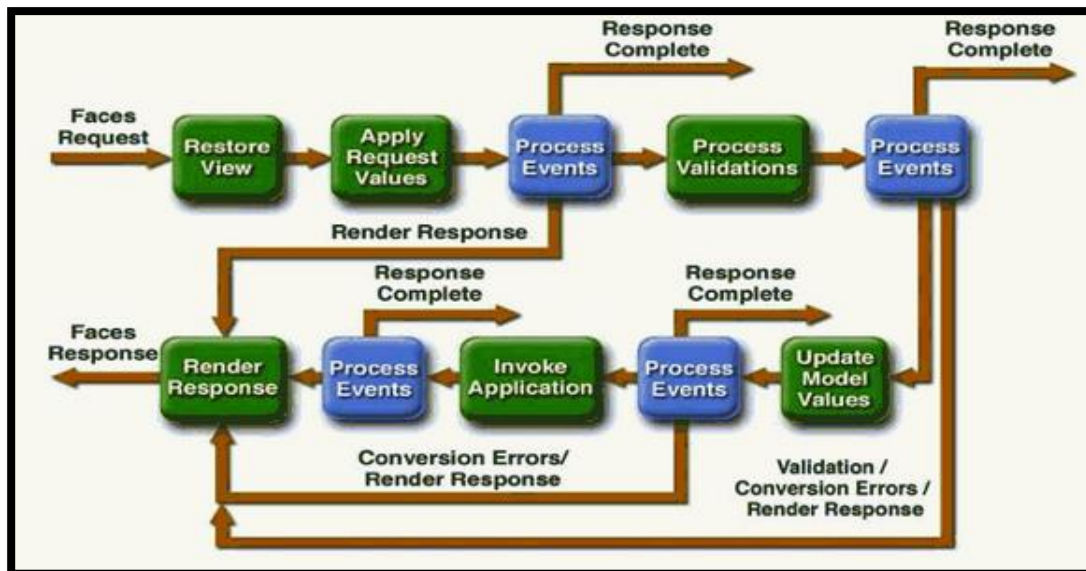 Response
Complete
Response
Complete
Faces
Request
Restore
View
Apply
Request
Values
Process
Events
Process
Validations
Process
Events
Render Response
Response
Complete
Response
Complete
Faces
Response
Render
Response
Process
Events
Invoke
Application
Process
Events
Update
Model
Values
Conversion Errors/
Render Response
Validation /
Conversion Errors /
Render Response